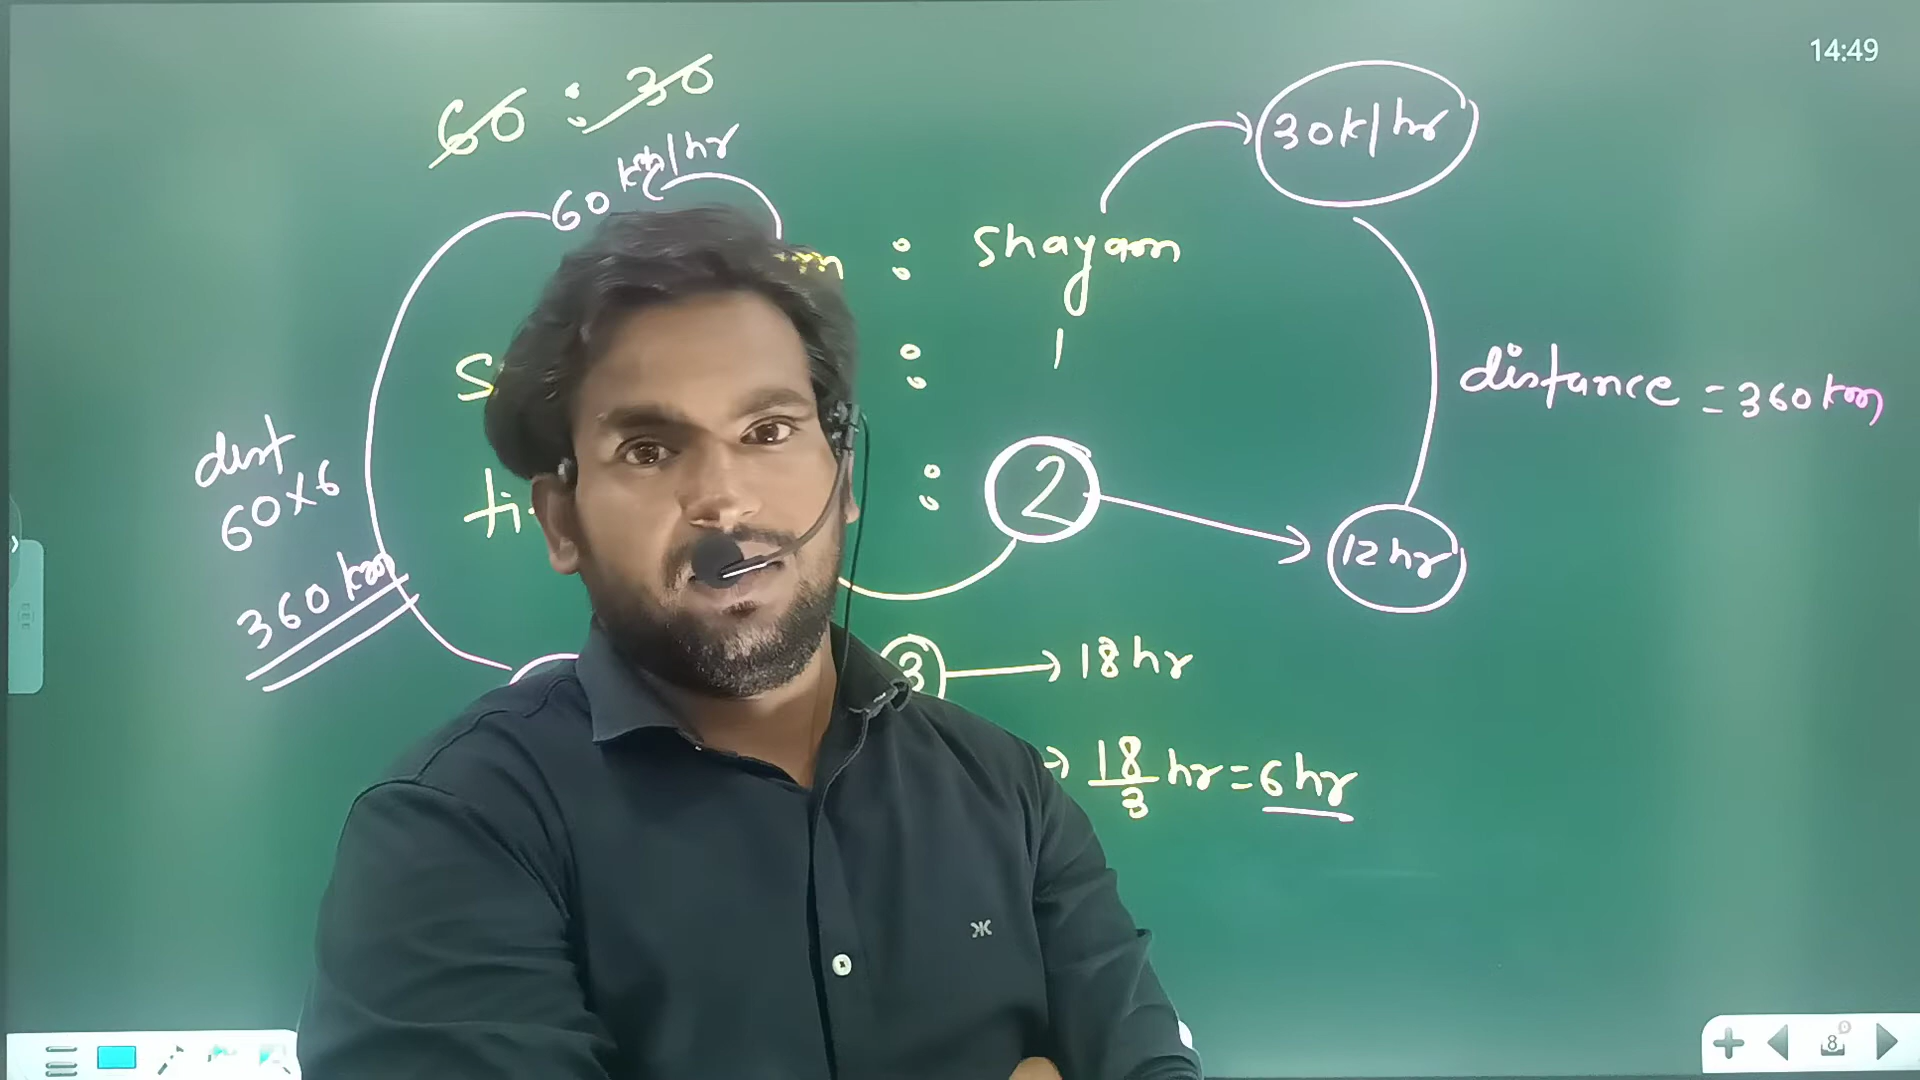 14:49
60 : 30
60 km/hr
30k/hr
: Shayam
: 1
distance = 360 km
dist
60×6
360 km
: 2
12 hr
3 → 18 hr
→ 18/3 hr = 6 hr
8